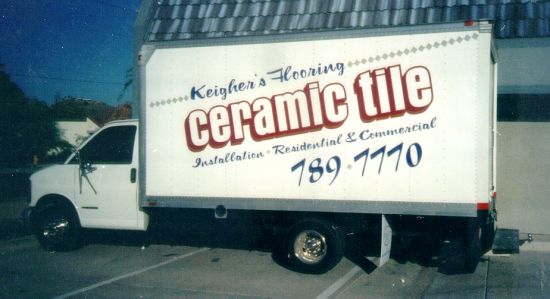 Keigher's Flooring
ceramic tile
Installation • Residential & Commercial
789-7770